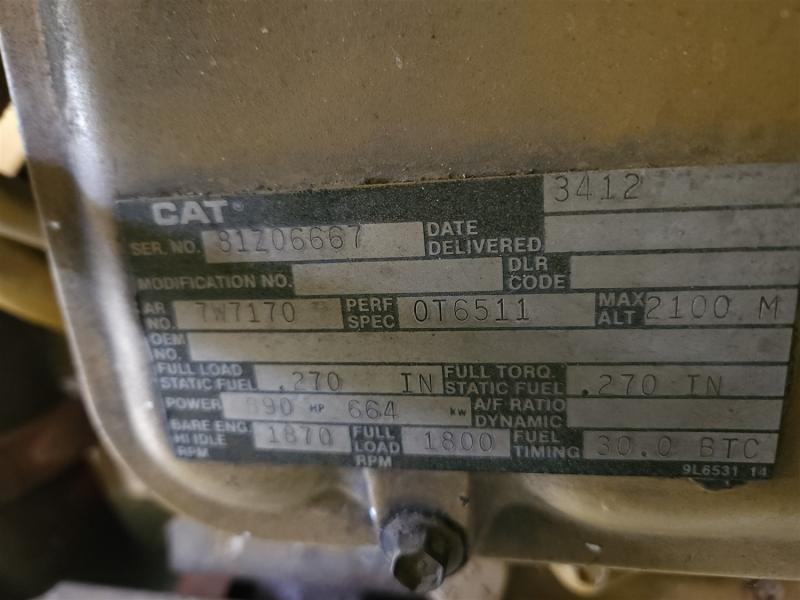 3412
CAT®
SER. NO. 81Z06667 DATE DELIVERED
MODIFICATION NO. DLR CODE
AR NO. 7W7170 PERF SPEC 0T6511 MAX ALT 2100 M
OEM NO.
FULL LOAD STATIC FUEL .270 IN FULL TORQ. STATIC FUEL .270 IN
POWER 890 HP 664 kW A/F RATIO DYNAMIC
BARE ENG. HI IDLE RPM 1870 FULL LOAD RPM 1800 FUEL TIMING 30.0 BTC
9L6531 14